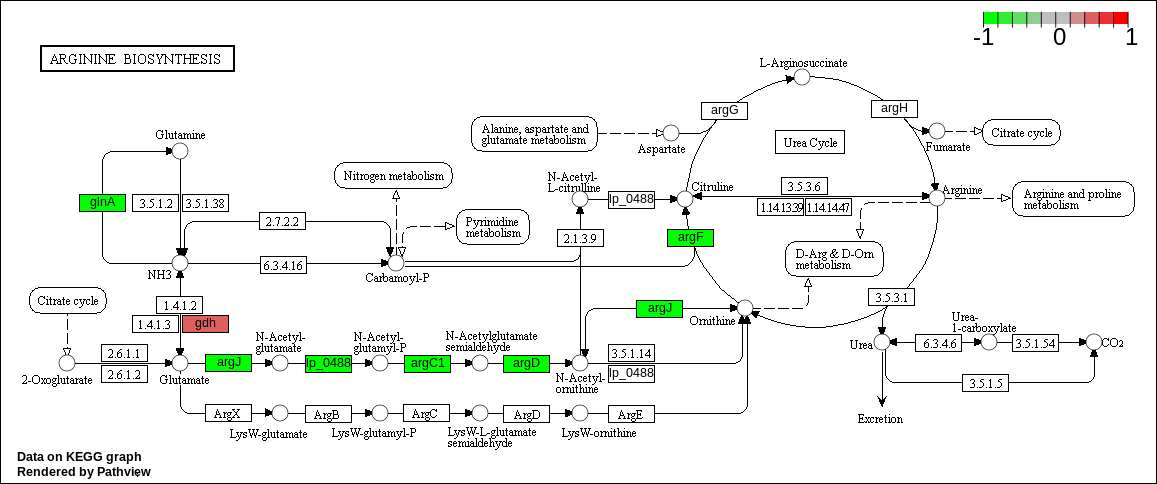 -1 0 1
ARGININE BIOSYNTHESIS
L-Arginosuccinate
argG
argH
Glutamine
Alanine, aspartate and
glutamate metabolism
Aspartate
Urea Cycle
Fumarate
Citrate cycle
Nitrogen metabolism
N-Acetyl-
L-citrulline
Citruline
3.5.3.6
Arginine
Arginine and proline
metabolism
glnA
3.5.1.2
3.5.1.38
lp_0488
1.14.13.39
1.14.14.47
2.7.2.2
Pyrimidine
metabolism
2.1.3.9
argF
D-Arg & D-Orn
metabolism
NH3
6.3.4.16
Carbamoyl-P
Citrate cycle
1.4.1.2
1.4.1.3
gdh
argJ
Ornithine
3.5.3.1
Urea-
1-carboxylate
N-Acetyl-
glutamate
N-Acetyl-
glutamyl-P
N-Acetylglutamate
semialdehyde
2.6.1.1
2.6.1.2
2-Oxoglutarate
Glutamate
argJ
lp_0488
argC1
argD
N-Acetyl-
ornithine
3.5.1.14
lp_0488
Urea
6.3.4.6
3.5.1.54
CO2
3.5.1.5
ArgX
ArgB
ArgC
ArgD
ArgE
LysW-glutamate
LysW-glutamyl-P
LysW-L-glutamate
semialdehyde
LysW-ornithine
Excretion
Data on KEGG graph
Rendered by Pathview